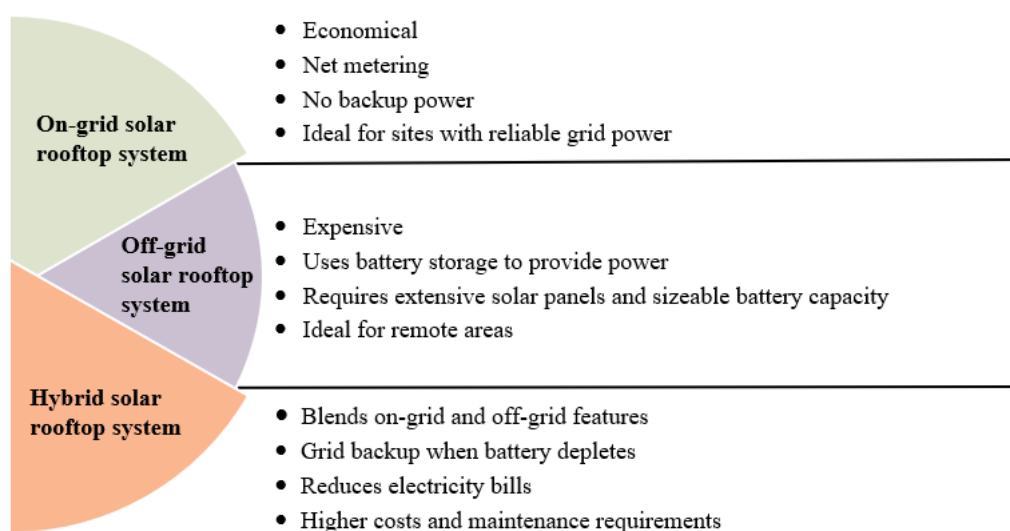 On-grid solar
rooftop system
• Economical
• Net metering
• No backup power
• Ideal for sites with reliable grid power
Off-grid
solar rooftop
system
• Expensive
• Uses battery storage to provide power
• Requires extensive solar panels and sizeable battery capacity
• Ideal for remote areas
Hybrid solar
rooftop system
• Blends on-grid and off-grid features
• Grid backup when battery depletes
• Reduces electricity bills
• Higher costs and maintenance requirements